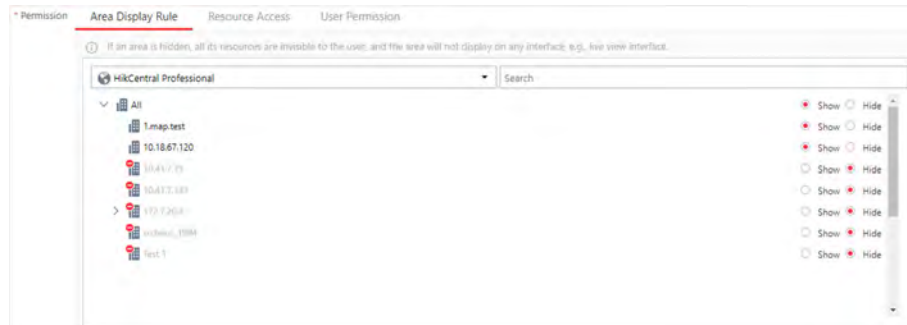 * Permission
Area Display Rule Resource Access User Permission
If an area is hidden, all its resources are invisible to the user, and the area will not display on any interface, e.g., live view interface.
HikCentral Professional Search
All Show Hide
1.map.test Show Hide
10.18.67.120 Show Hide
Show Hide
Show Hide
Show Hide
Show Hide
Test 1 Show Hide